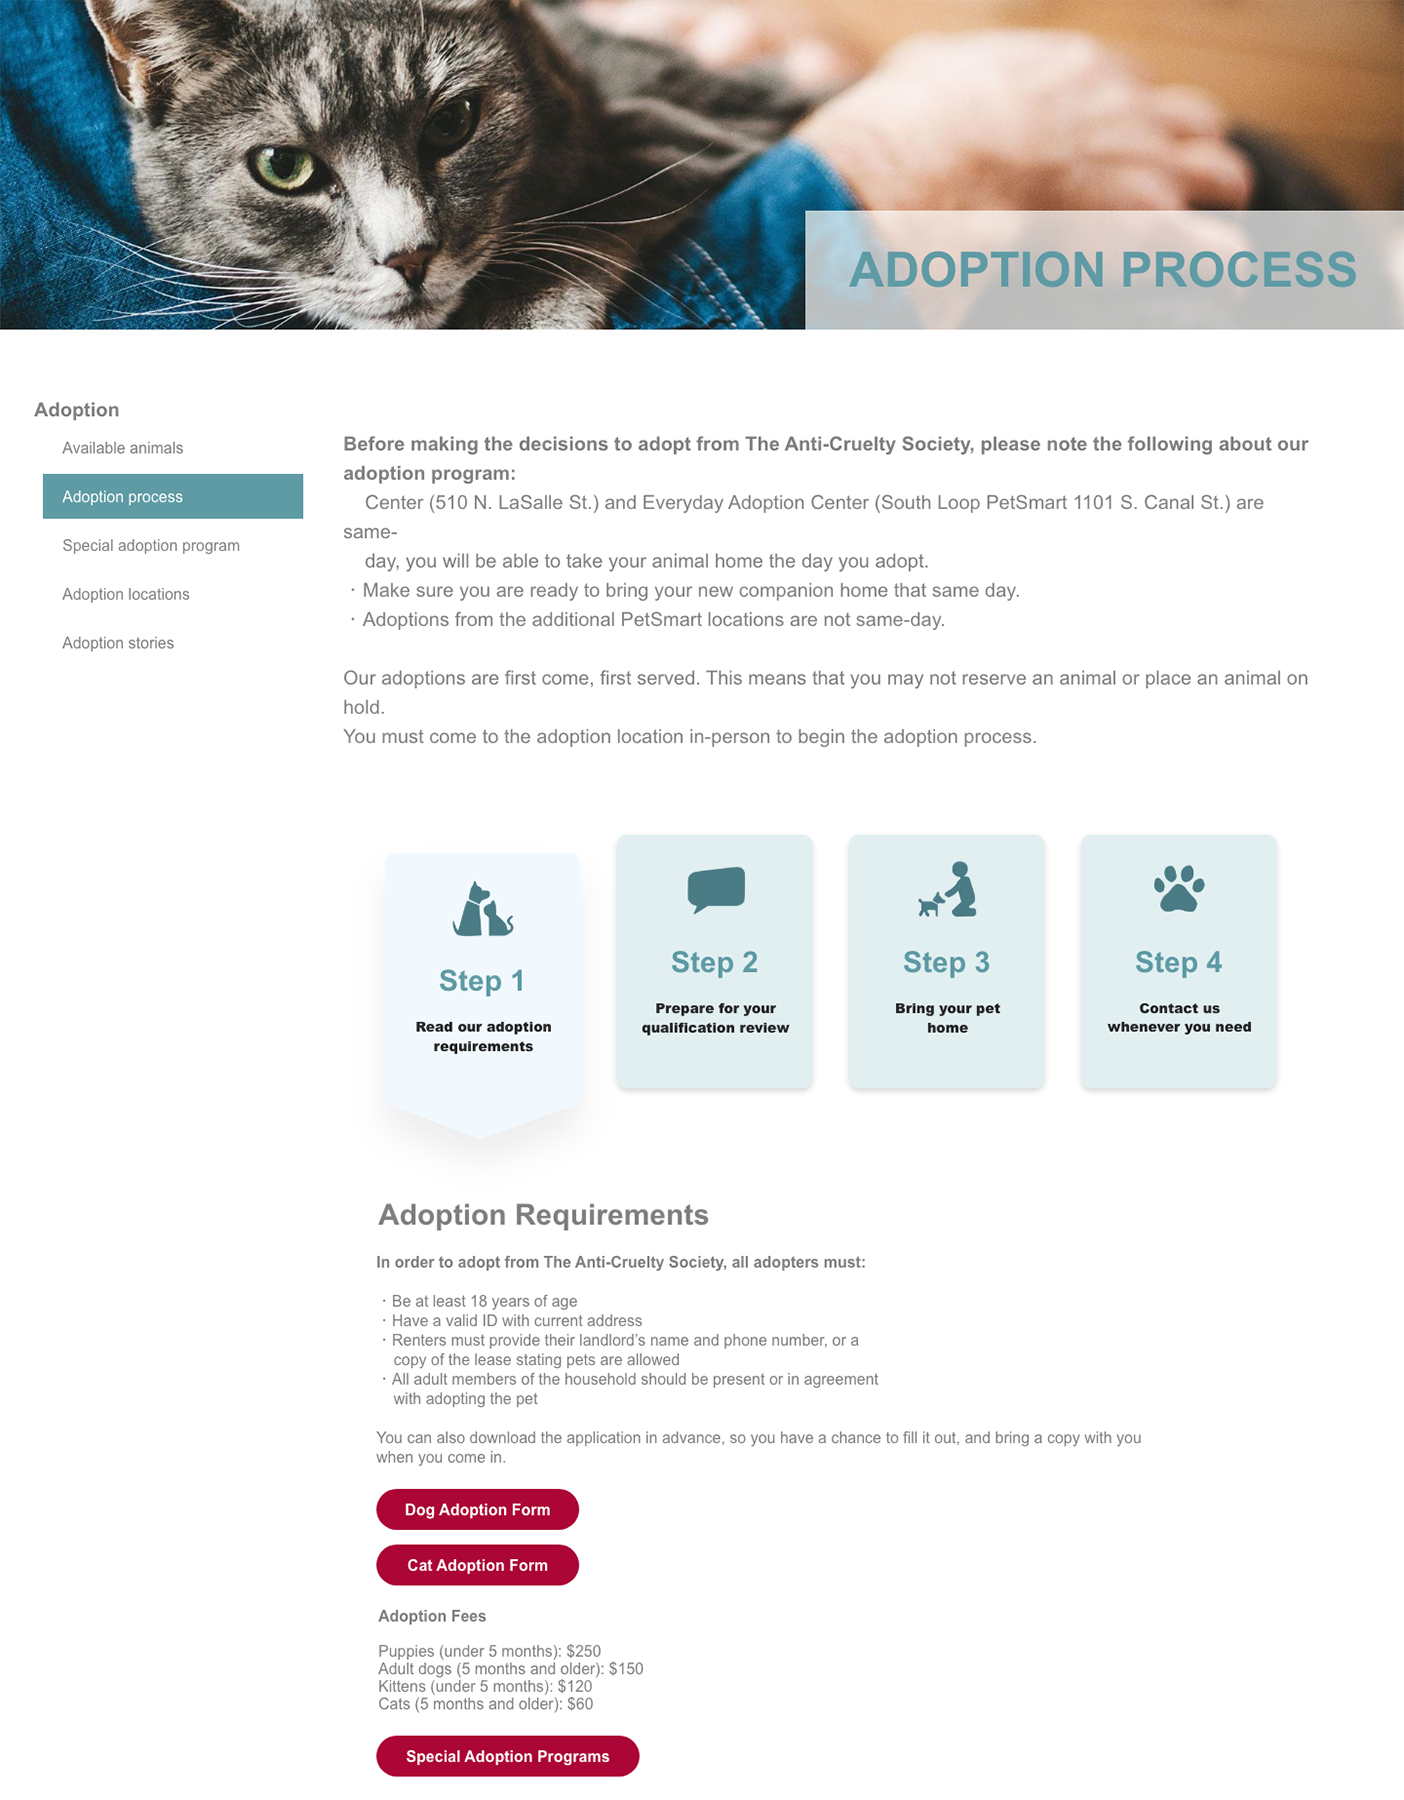 ADOPTION PROCESS
Adoption
Available animals
Adoption process
Special adoption program
Adoption locations
Adoption stories
Before making the decisions to adopt from The Anti-Cruelty Society, please note the following about our
adoption program:
Center (510 N. LaSalle St.) and Everyday Adoption Center (South Loop PetSmart 1101 S. Canal St.) are
same-
day, you will be able to take your animal home the day you adopt.
· Make sure you are ready to bring your new companion home that same day.
· Adoptions from the additional PetSmart locations are not same-day.
Our adoptions are first come, first served. This means that you may not reserve an animal or place an animal on
hold.
You must come to the adoption location in-person to begin the adoption process.
Step 1
Read our adoption
requirements
Step 2
Prepare for your
qualification review
Step 3
Bring your pet
home
Step 4
Contact us
whenever you need
Adoption Requirements
In order to adopt from The Anti-Cruelty Society, all adopters must:
· Be at least 18 years of age
· Have a valid ID with current address
· Renters must provide their landlord’s name and phone number, or a
copy of the lease stating pets are allowed
· All adult members of the household should be present or in agreement
with adopting the pet
You can also download the application in advance, so you have a chance to fill it out, and bring a copy with you
when you come in.
Dog Adoption Form
Cat Adoption Form
Adoption Fees
Puppies (under 5 months): $250
Adult dogs (5 months and older): $150
Kittens (under 5 months): $120
Cats (5 months and older): $60
Special Adoption Programs